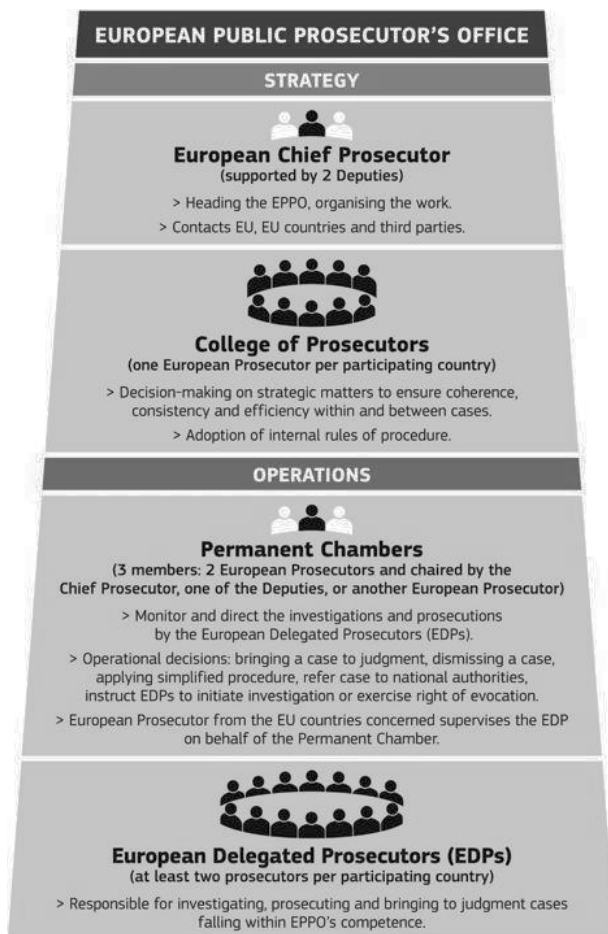 EUROPEAN PUBLIC PROSECUTOR'S OFFICE
STRATEGY
European Chief Prosecutor
(supported by 2 Deputies)
> Heading the EPPO, organising the work.
> Contacts EU, EU countries and third parties.
College of Prosecutors
(one European Prosecutor per participating country)
> Decision-making on strategic matters to ensure coherence,
consistency and efficiency within and between cases.
> Adoption of internal rules of procedure.
OPERATIONS
Permanent Chambers
(3 members: 2 European Prosecutors and chaired by the
Chief Prosecutor, one of the Deputies, or another European Prosecutor)
> Monitor and direct the investigations and prosecutions
by the European Delegated Prosecutors (EDPs).
> Operational decisions: bringing a case to judgment, dismissing a case,
applying simplified procedure, refer case to national authorities,
instruct EDPs to initiate investigation or exercise right of evocation.
> European Prosecutor from the EU countries concerned supervises the EDP
on behalf of the Permanent Chamber.
European Delegated Prosecutors (EDPs)
(at least two prosecutors per participating country)
> Responsible for investigating, prosecuting and bringing to judgment cases
falling within EPPO's competence.